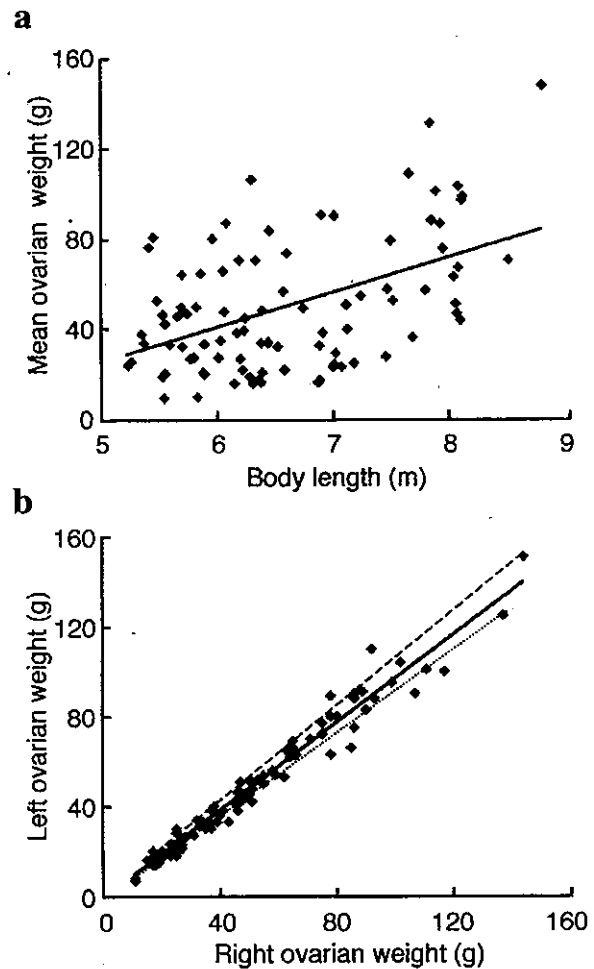 a
160
120
80
40
0
Mean ovarian weight (g)
5 6 7 8 9
Body length (m)
b
160
120
80
40
0
Left ovarian weight (g)
0 40 80 120 160
Right ovarian weight (g)